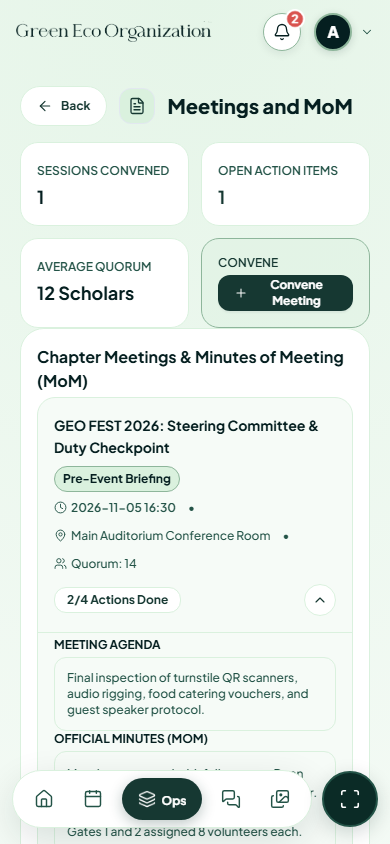 Green Eco Organization
2
A
Back
Meetings and MoM
SESSIONS CONVENED
1
OPEN ACTION ITEMS
1
AVERAGE QUORUM
12 Scholars
CONVENE
Convene
Meeting
Chapter Meetings & Minutes of Meeting
(MoM)
GEO FEST 2026: Steering Committee &
Duty Checkpoint
Pre-Event Briefing
2026-11-05 16:30 •
Main Auditorium Conference Room •
Quorum: 14
2/4 Actions Done
MEETING AGENDA
Final inspection of turnstile QR scanners,
audio rigging, food catering vouchers, and
guest speaker protocol.
OFFICIAL MINUTES (MOM)
Ops
Gates 1 and 2 assigned 8 volunteers each.